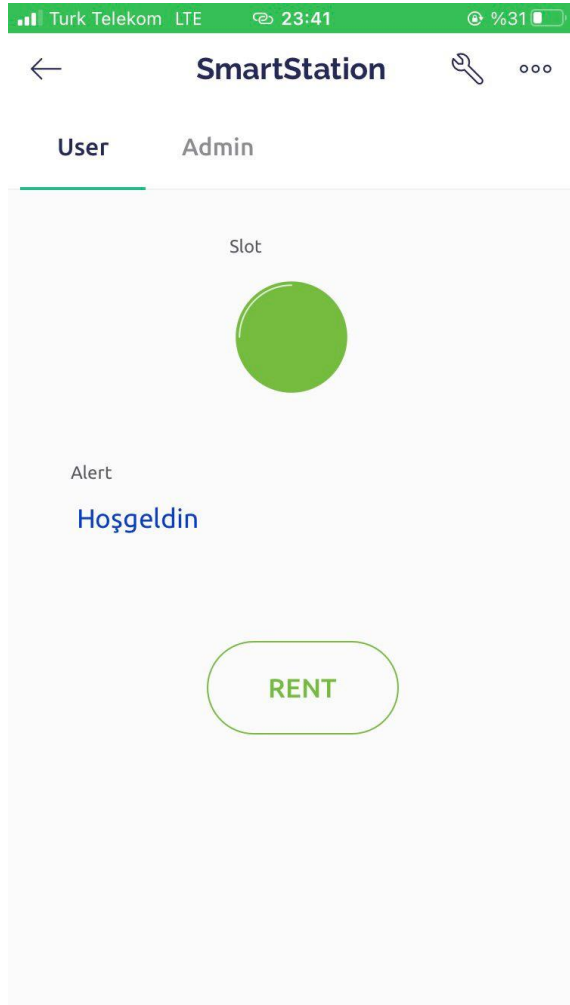 Turk Telekom LTE 23:41 %31
SmartStation
User Admin
Slot
Alert
Hoşgeldin
RENT